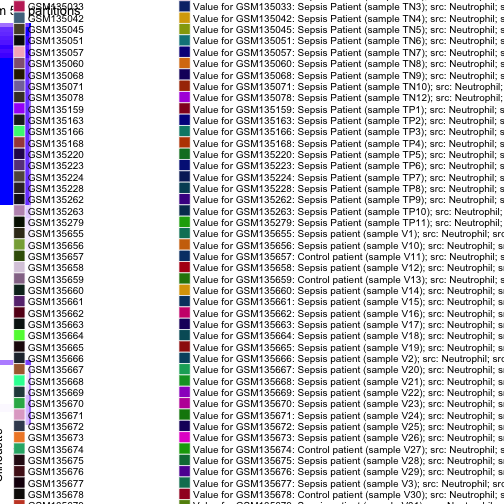 partitions
GSM135033 Value for GSM135033: Sepsis Patient (sample TN3); src: Neutrophil; s
GSM135042 Value for GSM135042: Sepsis Patient (sample TN4); src: Neutrophil; s
GSM135045 Value for GSM135045: Sepsis Patient (sample TN5); src: Neutrophil; s
GSM135051 Value for GSM135051: Sepsis Patient (sample TN6); src: Neutrophil; s
GSM135057 Value for GSM135057: Sepsis Patient (sample TN7); src: Neutrophil; s
GSM135060 Value for GSM135060: Sepsis Patient (sample TN8); src: Neutrophil; s
GSM135068 Value for GSM135068: Sepsis Patient (sample TN9); src: Neutrophil; s
GSM135071 Value for GSM135071: Sepsis Patient (sample TN10); src: Neutrophil;
GSM135078 Value for GSM135078: Sepsis Patient (sample TN12); src: Neutrophil;
GSM135159 Value for GSM135159: Sepsis Patient (sample TP1); src: Neutrophil; s
GSM135163 Value for GSM135163: Sepsis Patient (sample TP2); src: Neutrophil; s
GSM135166 Value for GSM135166: Sepsis Patient (sample TP3); src: Neutrophil; s
GSM135168 Value for GSM135168: Sepsis Patient (sample TP4); src: Neutrophil; s
GSM135220 Value for GSM135220: Sepsis Patient (sample TP5); src: Neutrophil; s
GSM135223 Value for GSM135223: Sepsis Patient (sample TP6); src: Neutrophil; s
GSM135224 Value for GSM135224: Sepsis Patient (sample TP7); src: Neutrophil; s
GSM135228 Value for GSM135228: Sepsis Patient (sample TP8); src: Neutrophil; s
GSM135262 Value for GSM135262: Sepsis Patient (sample TP9); src: Neutrophil; s
GSM135263 Value for GSM135263: Sepsis Patient (sample TP10); src: Neutrophil;
GSM135279 Value for GSM135279: Sepsis Patient (sample TP11); src: Neutrophil;
GSM135655 Value for GSM135655: Sepsis patient (sample V1); src: Neutrophil; src
GSM135656 Value for GSM135656: Sepsis patient (sample V10); src: Neutrophil; s
GSM135657 Value for GSM135657: Control patient (sample V11); src: Neutrophil; s
GSM135658 Value for GSM135658: Sepsis patient (sample V12); src: Neutrophil; s
GSM135659 Value for GSM135659: Control patient (sample V13); src: Neutrophil; s
GSM135660 Value for GSM135660: Sepsis patient (sample V14); src: Neutrophil; s
GSM135661 Value for GSM135661: Sepsis patient (sample V15); src: Neutrophil; s
GSM135662 Value for GSM135662: Sepsis patient (sample V16); src: Neutrophil; s
GSM135663 Value for GSM135663: Sepsis patient (sample V17); src: Neutrophil; s
GSM135664 Value for GSM135664: Sepsis patient (sample V18); src: Neutrophil; s
GSM135665 Value for GSM135665: Sepsis patient (sample V19); src: Neutrophil; s
GSM135666 Value for GSM135666: Sepsis patient (sample V2); src: Neutrophil; src
GSM135667 Value for GSM135667: Sepsis patient (sample V20); src: Neutrophil; s
GSM135668 Value for GSM135668: Sepsis patient (sample V21); src: Neutrophil; s
GSM135669 Value for GSM135669: Sepsis patient (sample V22); src: Neutrophil; s
GSM135670 Value for GSM135670: Sepsis patient (sample V23); src: Neutrophil; s
GSM135671 Value for GSM135671: Sepsis patient (sample V24); src: Neutrophil; s
GSM135672 Value for GSM135672: Sepsis patient (sample V25); src: Neutrophil; s
GSM135673 Value for GSM135673: Sepsis patient (sample V26); src: Neutrophil; s
GSM135674 Value for GSM135674: Control patient (sample V27); src: Neutrophil; s
GSM135675 Value for GSM135675: Sepsis patient (sample V28); src: Neutrophil; s
GSM135676 Value for GSM135676: Sepsis patient (sample V29); src: Neutrophil; s
GSM135677 Value for GSM135677: Sepsis patient (sample V3); src: Neutrophil; src
GSM135678 Value for GSM135678: Control patient (sample V30); src: Neutrophil; s